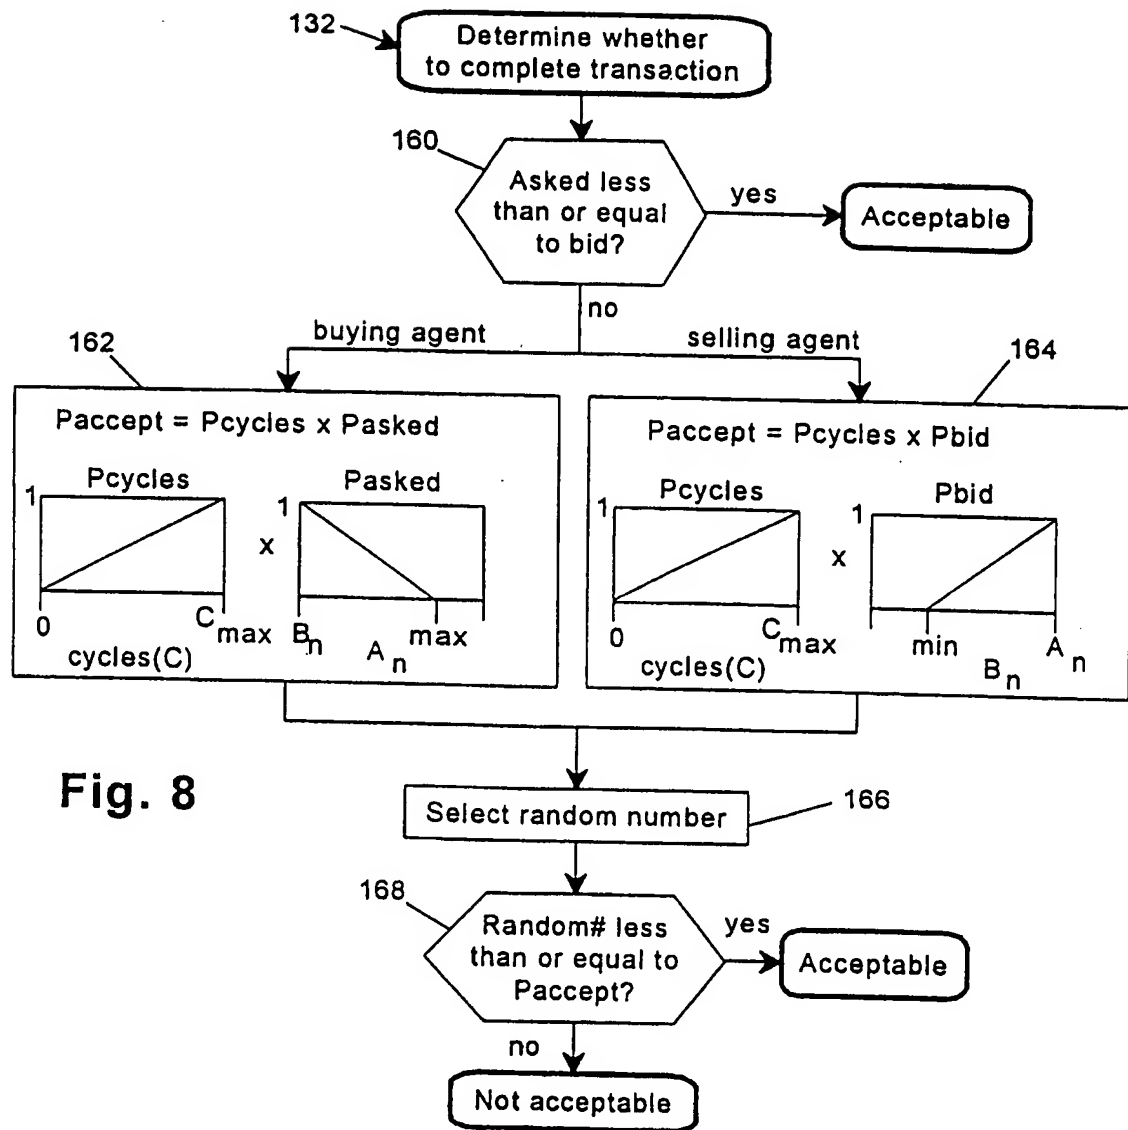 132
Determine whether
to complete transaction
160
Asked less
than or equal
to bid?
yes
Acceptable
no
buying agent
selling agent
162
164
Paccept = Pcycles x Pasked
Pcycles
Pasked
1
x
1
0
Cmax
Bn
An
max
cycles(C)
Paccept = Pcycles x Pbid
Pcycles
Pbid
1
x
1
0
Cmax
min
Bn
An
cycles(C)
Fig. 8
Select random number
166
168
Random# less
than or equal to
Paccept?
yes
Acceptable
no
Not acceptable